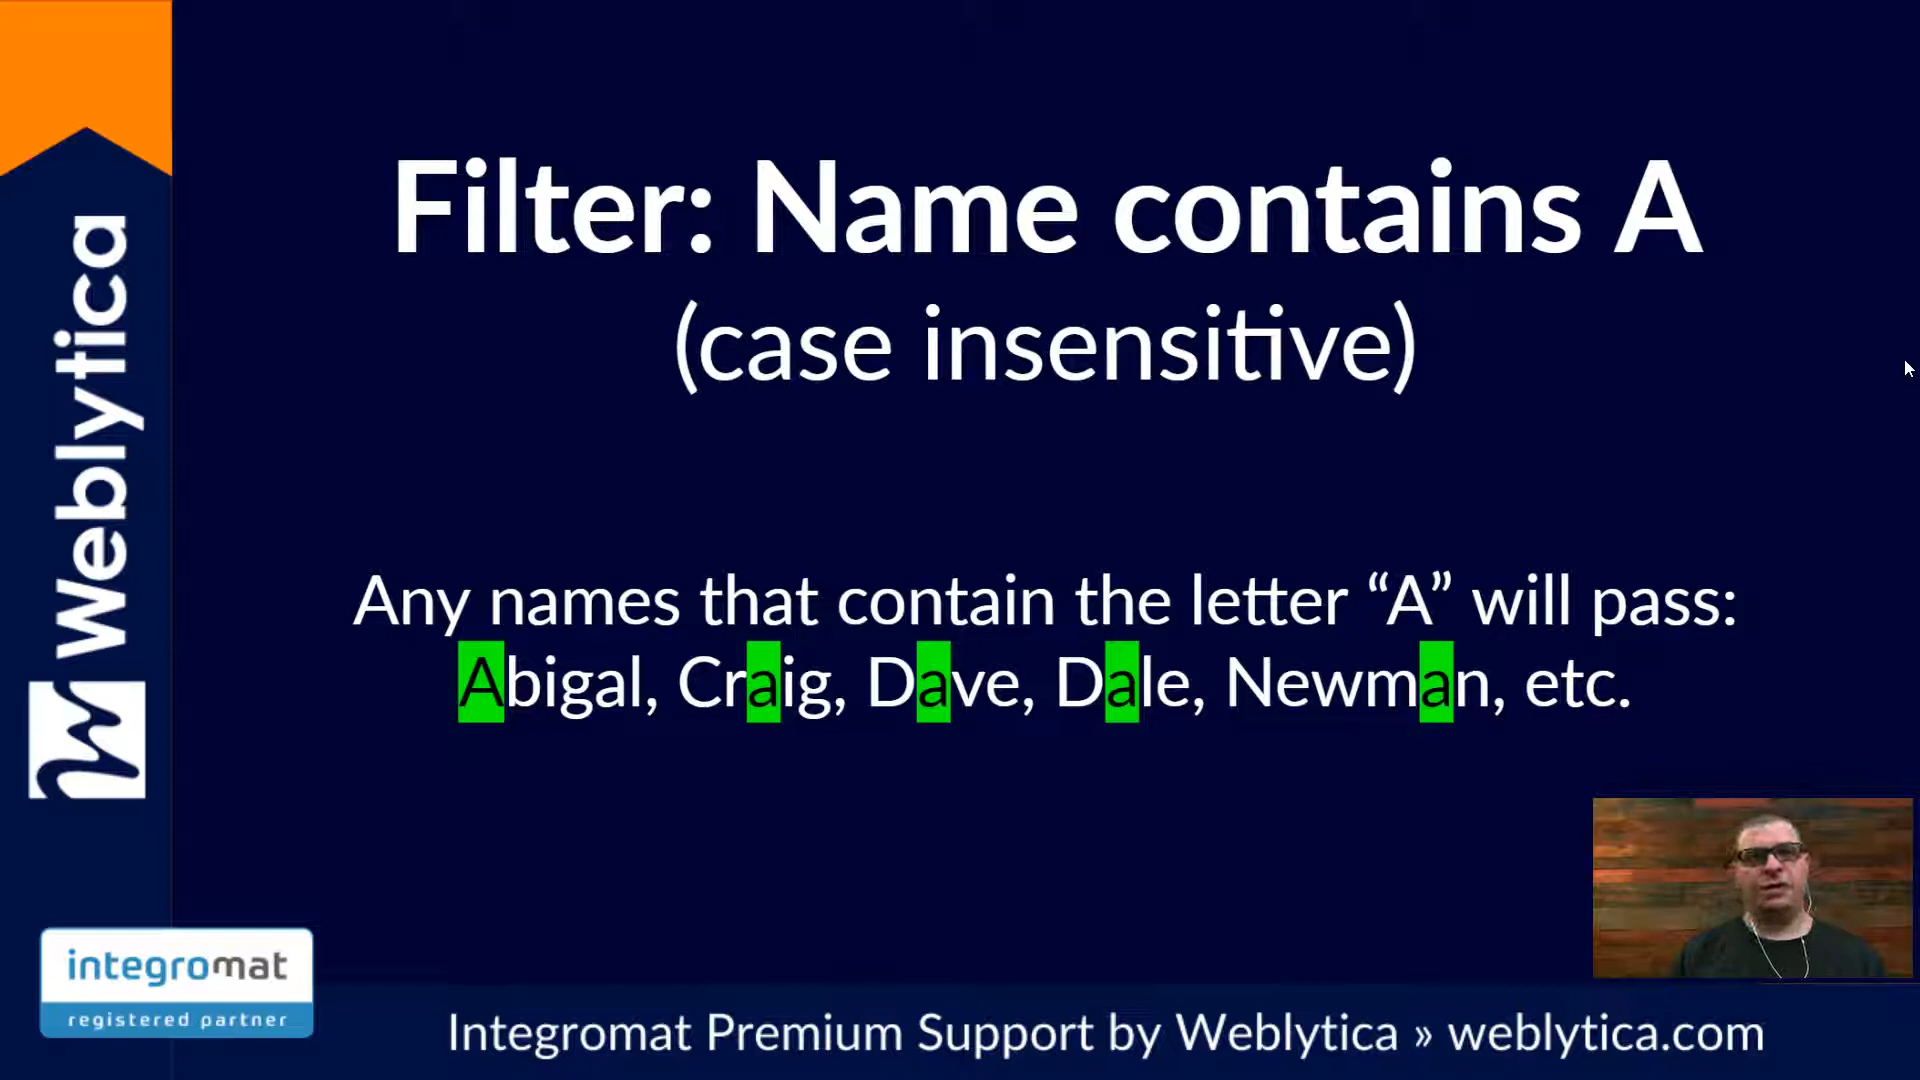 Filter: Name contains A
(case insensitive)
Any names that contain the letter “A” will pass:
Abigal, Craig, Dave, Dale, Newman, etc.
Weblytica
integromat
registered partner
Integromat Premium Support by Weblytica » weblytica.com